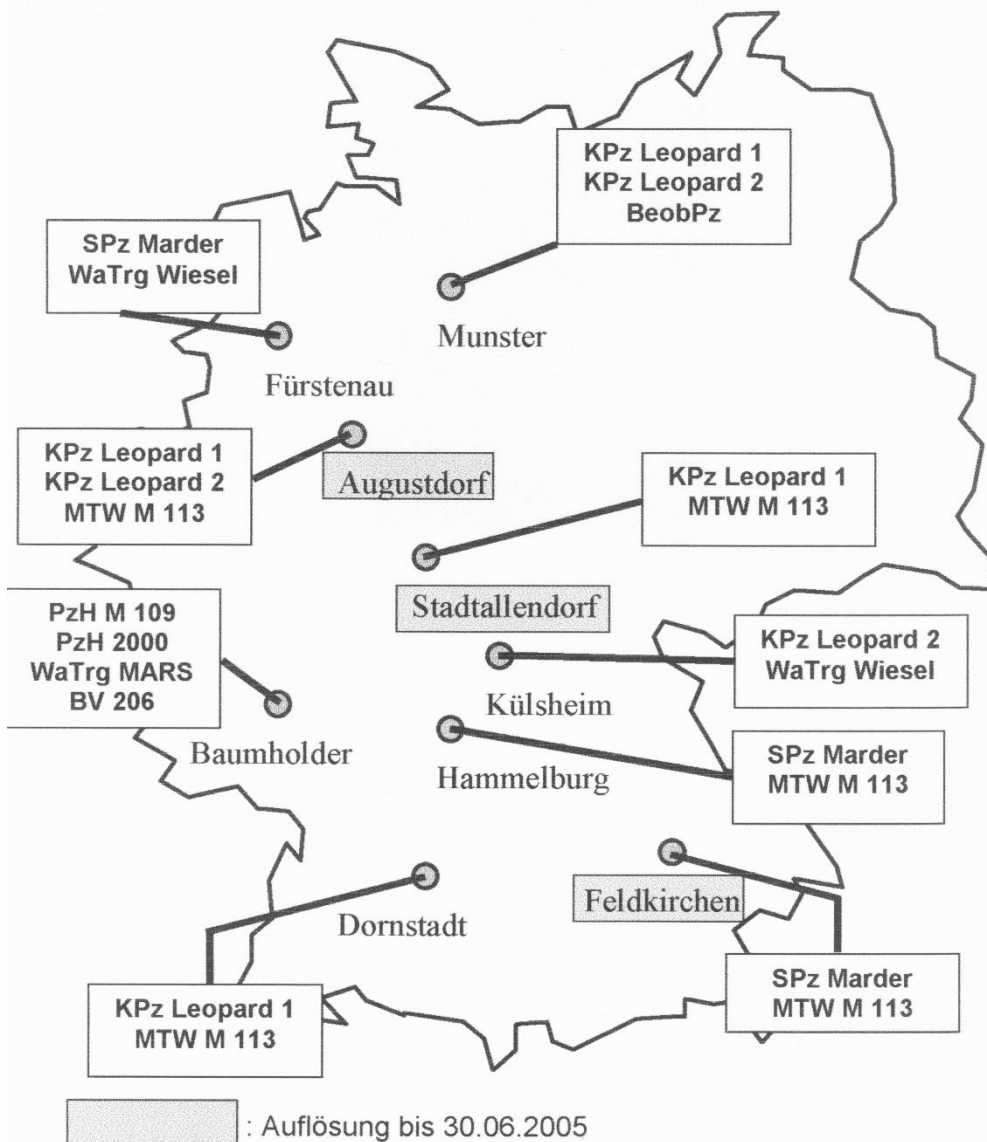 KPz Leopard 1
KPz Leopard 2
BeobPz
Munster
SPz Marder
WaTrg Wiesel
Fürstenau
KPz Leopard 1
KPz Leopard 2
MTW M 113
Augustdorf
KPz Leopard 1
MTW M 113
Stadtallendorf
PzH M 109
PzH 2000
WaTrg MARS
BV 206
Baumholder
KPz Leopard 2
WaTrg Wiesel
Külsheim
SPz Marder
MTW M 113
Hammelburg
Feldkirchen
SPz Marder
MTW M 113
Dornstadt
KPz Leopard 1
MTW M 113
: Auflösung bis 30.06.2005